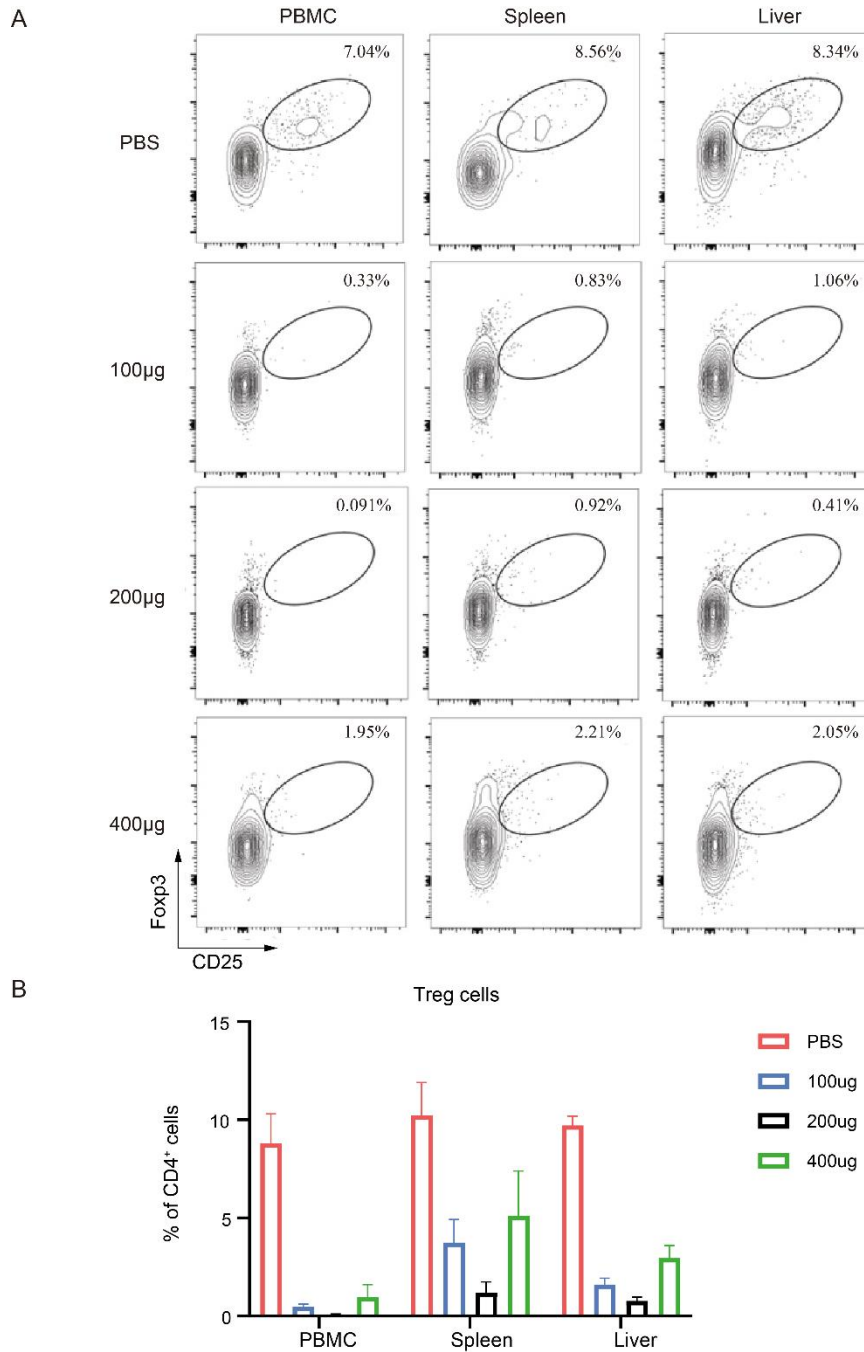 A
PBMC Spleen Liver
PBS 7.04% 8.56% 8.34%
100μg 0.33% 0.83% 1.06%
200μg 0.091% 0.92% 0.41%
400μg 1.95% 2.21% 2.05%
Foxp3
CD25
B
Treg cells
% of CD4⁺ cells
15
10
5
0
PBMC Spleen Liver
PBS
100ug
200ug
400ug